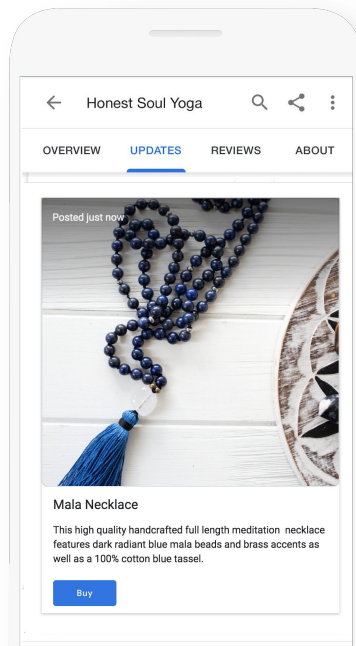 Honest Soul Yoga
OVERVIEW UPDATES REVIEWS ABOUT
Posted just now
Mala Necklace
This high quality handcrafted full length meditation necklace
features dark radiant blue mala beads and brass accents as
well as a 100% cotton blue tassel.
Buy